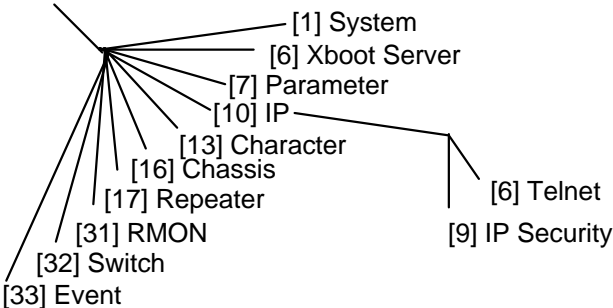 [1] System
[6] Xboot Server
[7] Parameter
[10] IP
[13] Character
[16] Chassis
[17] Repeater
[6] Telnet
[31] RMON
[9] IP Security
[32] Switch
[33] Event